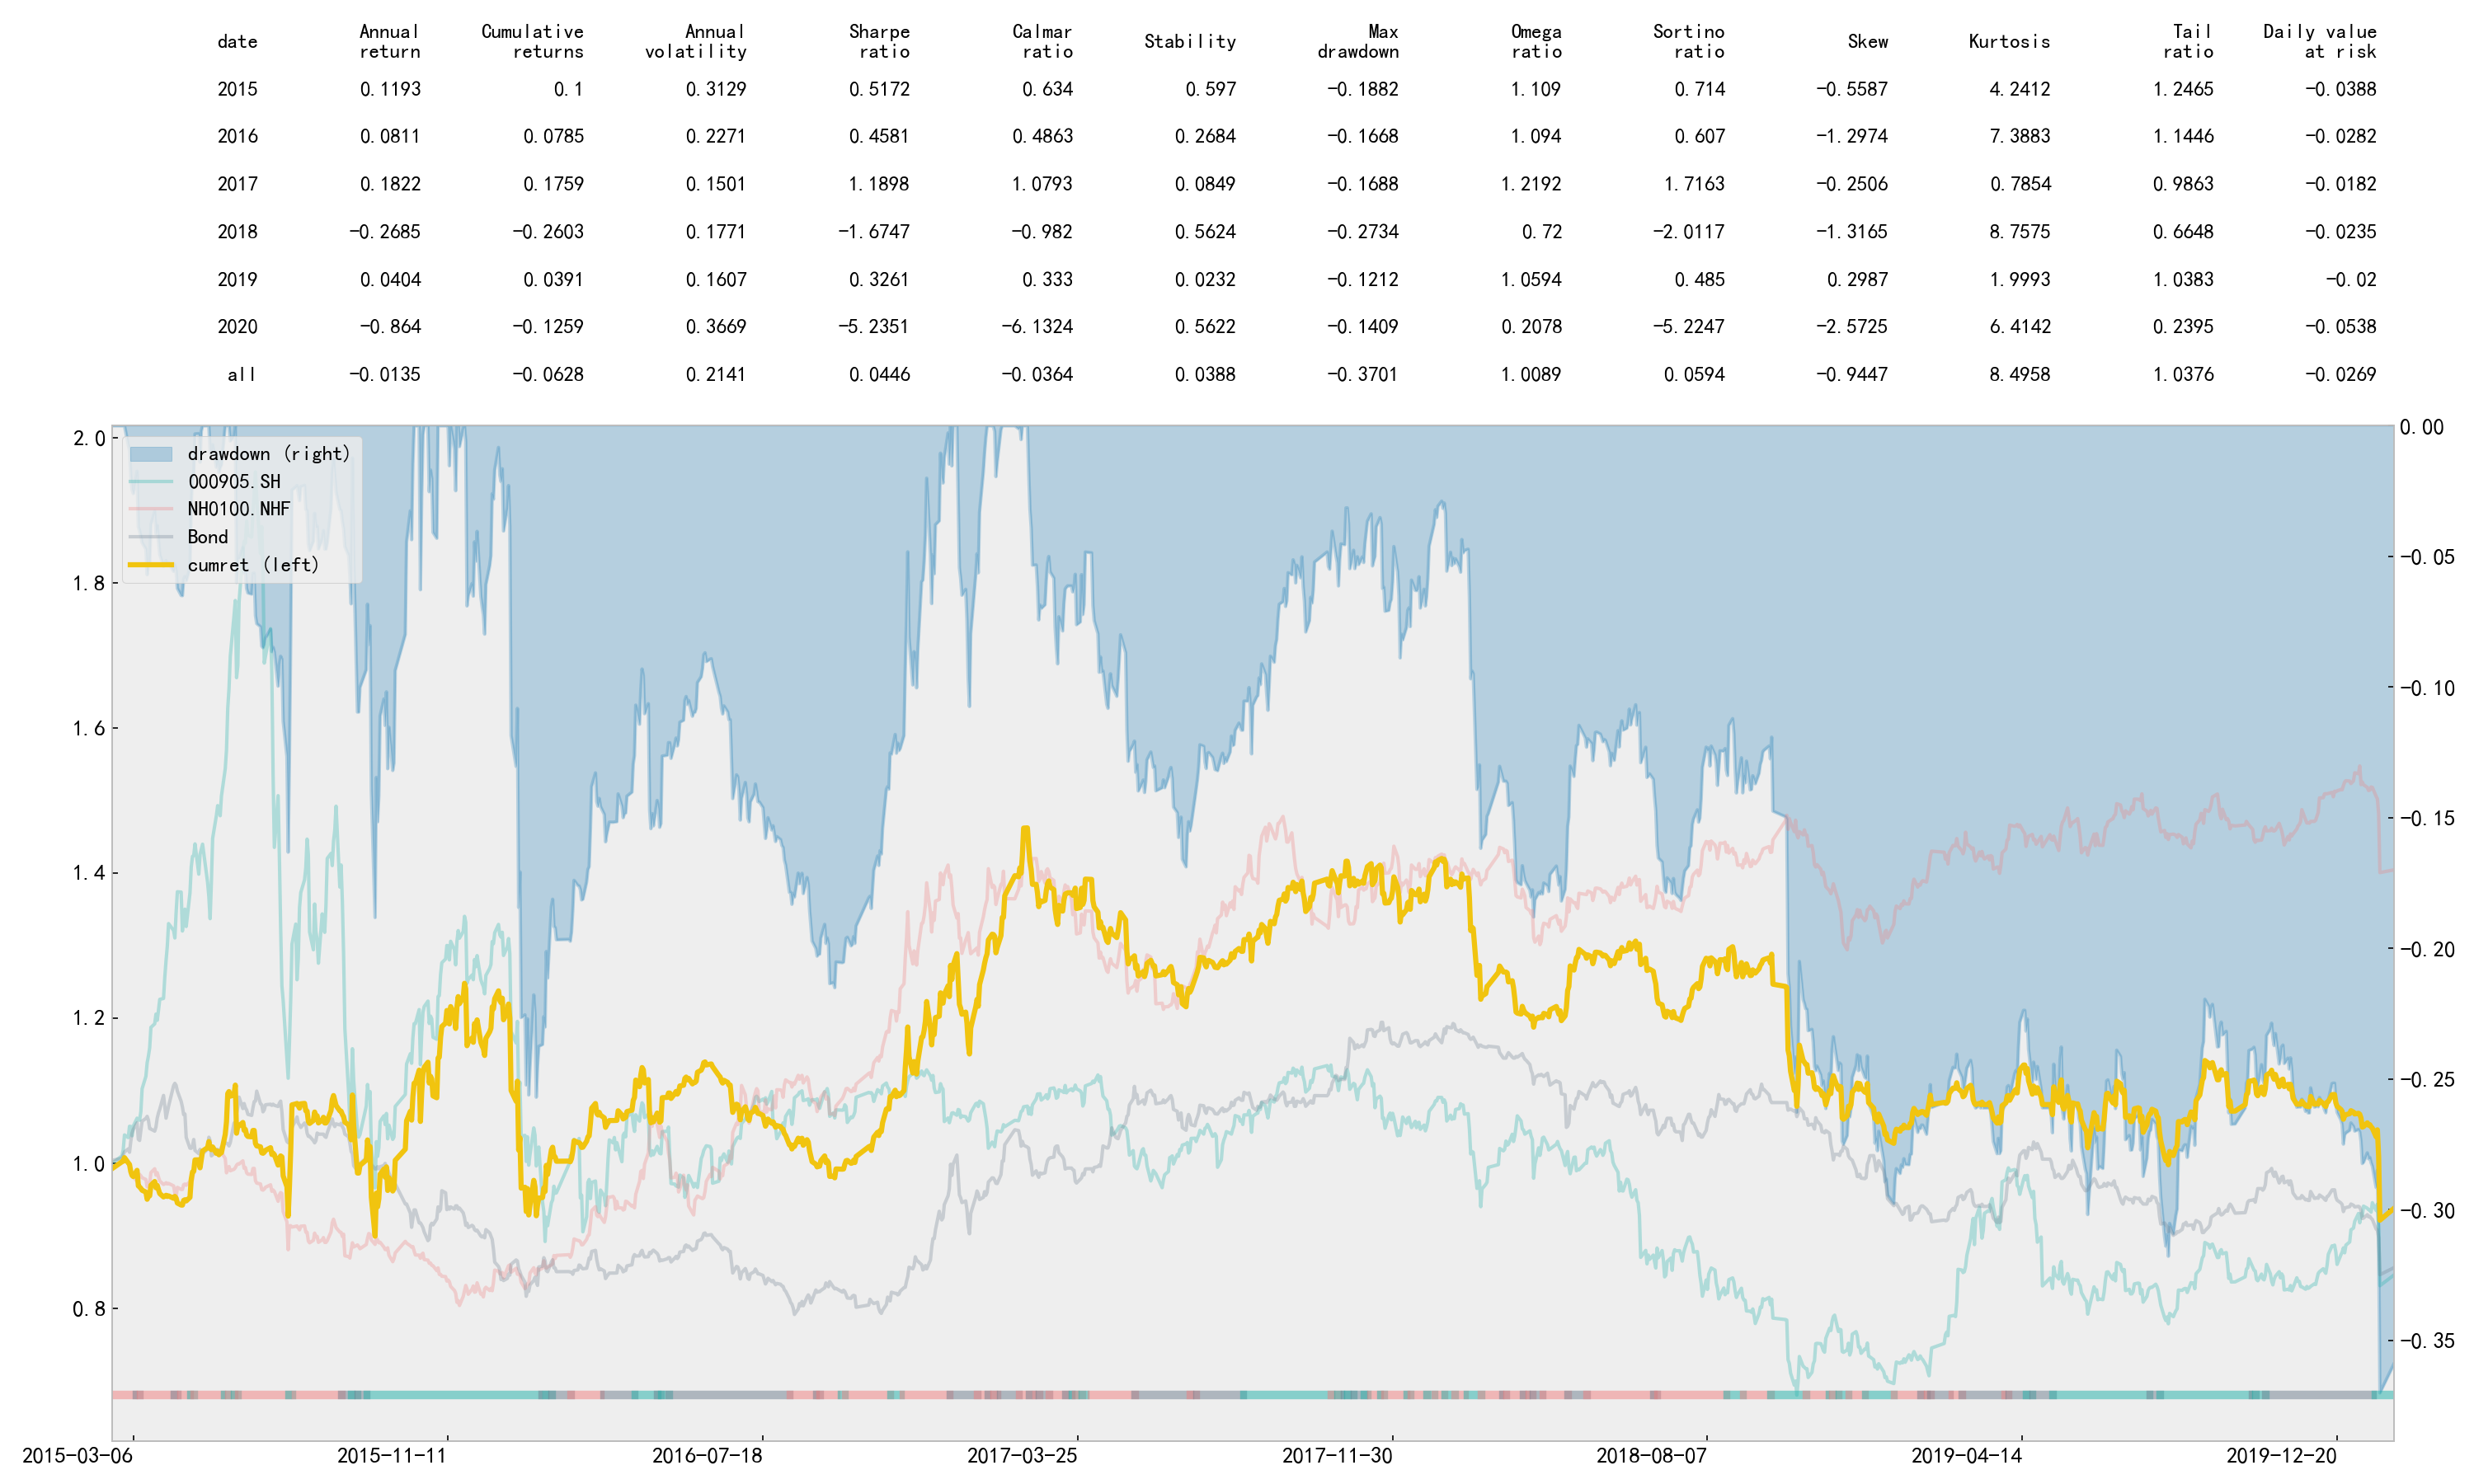 date Annual return Cumulative returns Annual volatility Sharpe ratio Calmar ratio Stability Max drawdown Omega ratio Sortino ratio Skew Kurtosis Tail ratio Daily value at risk
2015 0.1193 0.1 0.3129 0.5172 0.634 0.597 -0.1882 1.109 0.714 -0.5587 4.2412 1.2465 -0.0388
2016 0.0811 0.0785 0.2271 0.4581 0.4863 0.2684 -0.1668 1.094 0.607 -1.2974 7.3883 1.1446 -0.0282
2017 0.1822 0.1759 0.1501 1.1898 1.0793 0.0849 -0.1688 1.2192 1.7163 -0.2506 0.7854 0.9863 -0.0182
2018 -0.2685 -0.2603 0.1771 -1.6747 -0.982 0.5624 -0.2734 0.72 -2.0117 -1.3165 8.7575 0.6648 -0.0235
2019 0.0404 0.0391 0.1607 0.3261 0.333 0.0232 -0.1212 1.0594 0.485 0.2987 1.9993 1.0383 -0.02
2020 -0.864 -0.1259 0.3669 -5.2351 -6.1324 0.5622 -0.1409 0.2078 -5.2247 -2.5725 6.4142 0.2395 -0.0538
all -0.0135 -0.0628 0.2141 0.0446 -0.0364 0.0388 -0.3701 1.0089 0.0594 -0.9447 8.4958 1.0376 -0.0269
2.0
1.8
1.6
1.4
1.2
1.0
0.8
drawdown (right)
000905.SH
NH0100.NHF
Bond
cumret (left)
0.00
-0.05
-0.10
-0.15
-0.20
-0.25
-0.30
-0.35
2015-03-06 2015-11-11 2016-07-18 2017-03-25 2017-11-30 2018-08-07 2019-04-14 2019-12-20